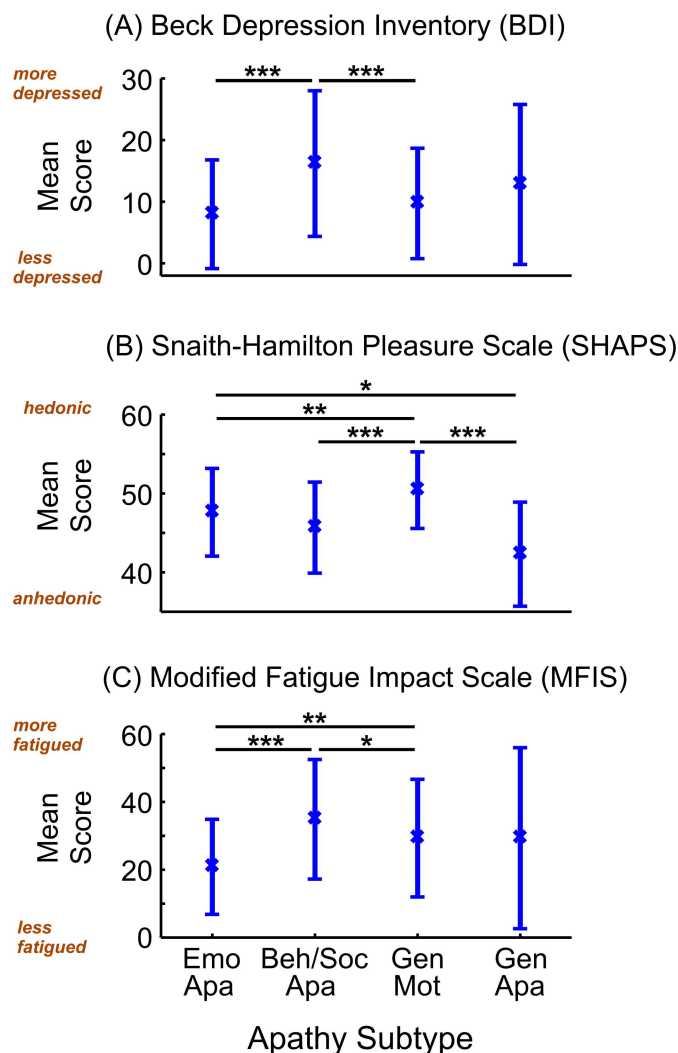 (A) Beck Depression Inventory (BDI)
more
depressed
*** ***
30
20
10
0
Mean
Score
less
depressed
(B) Snaith-Hamilton Pleasure Scale (SHAPS)
*
hedonic
**
60
*** ***
50
40
Mean
Score
anhedonic
(C) Modified Fatigue Impact Scale (MFIS)
more
fatigued
**
60
*** *
40
20
0
Mean
Score
less
fatigued
Emo Beh/Soc Gen Gen
Apa Apa Mot Apa
Apathy Subtype